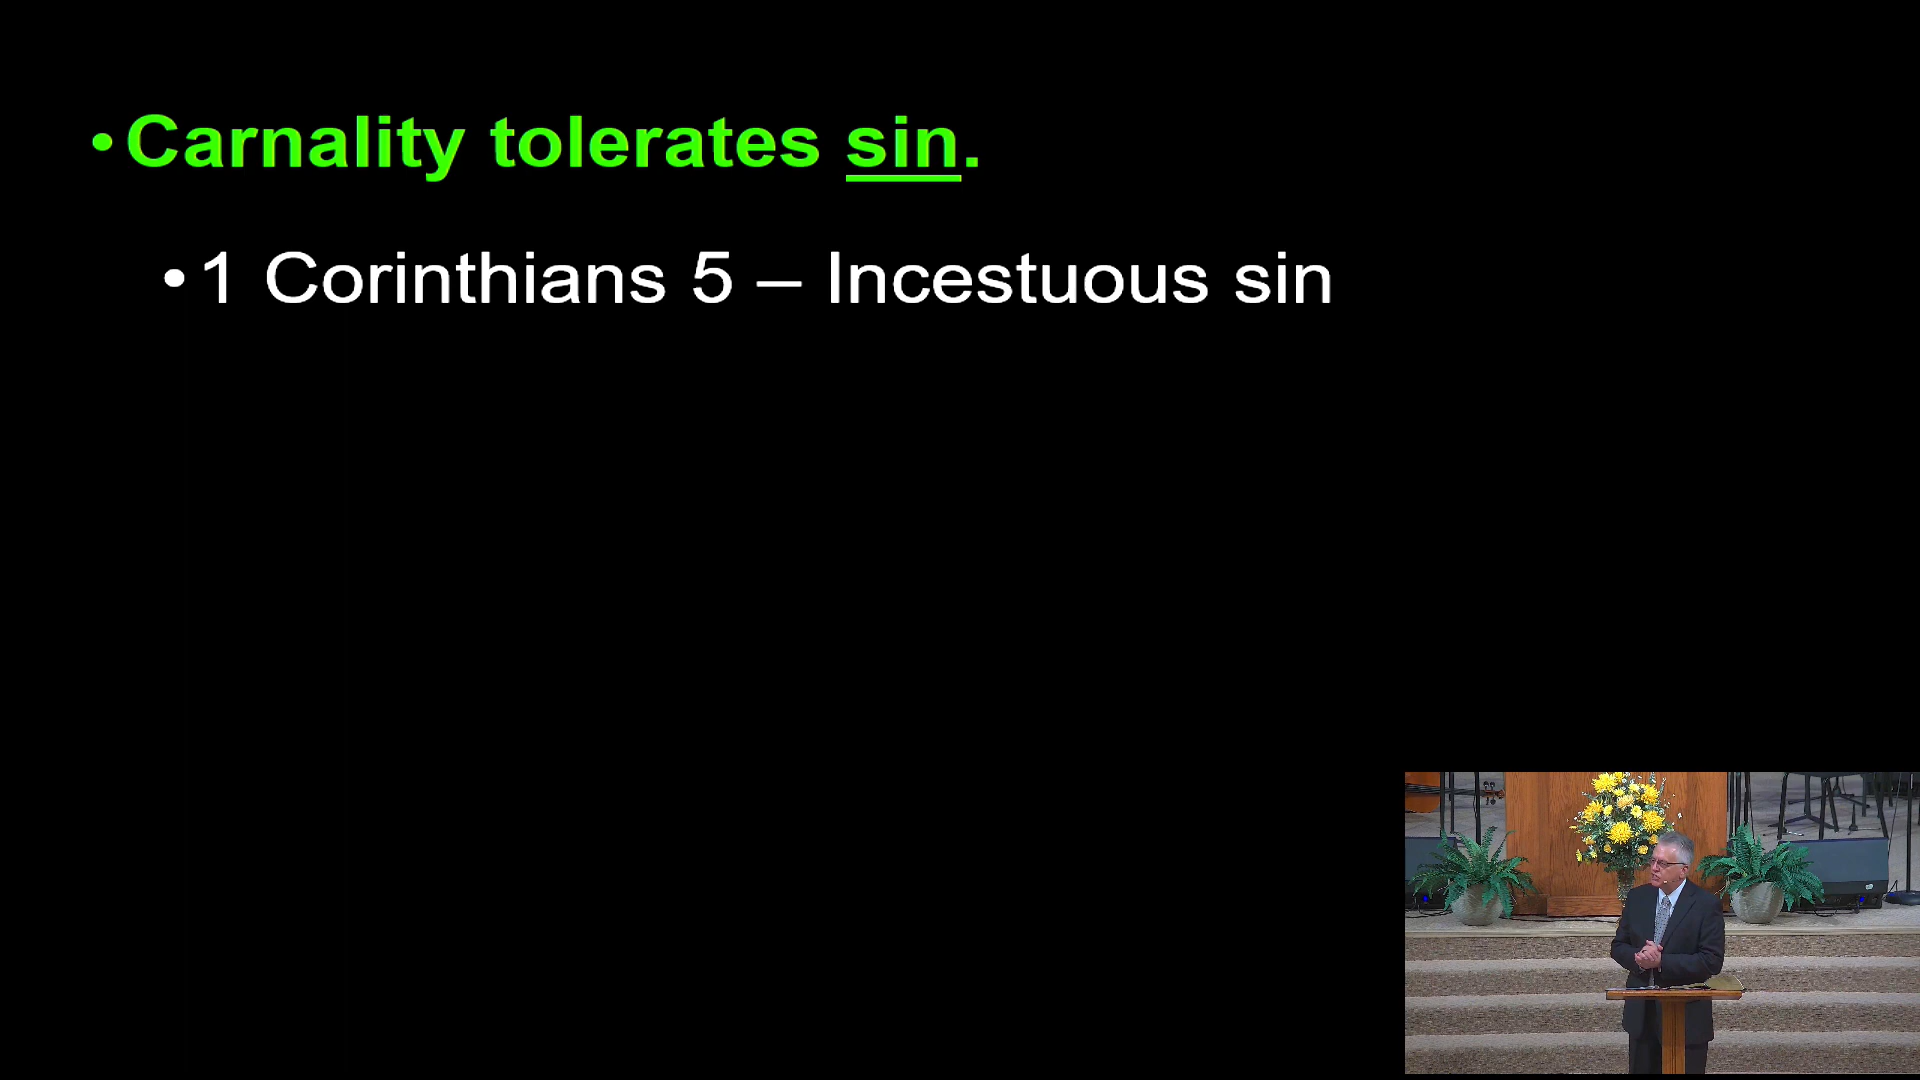 •Carnality tolerates sin.
•1 Corinthians 5 – Incestuous sin